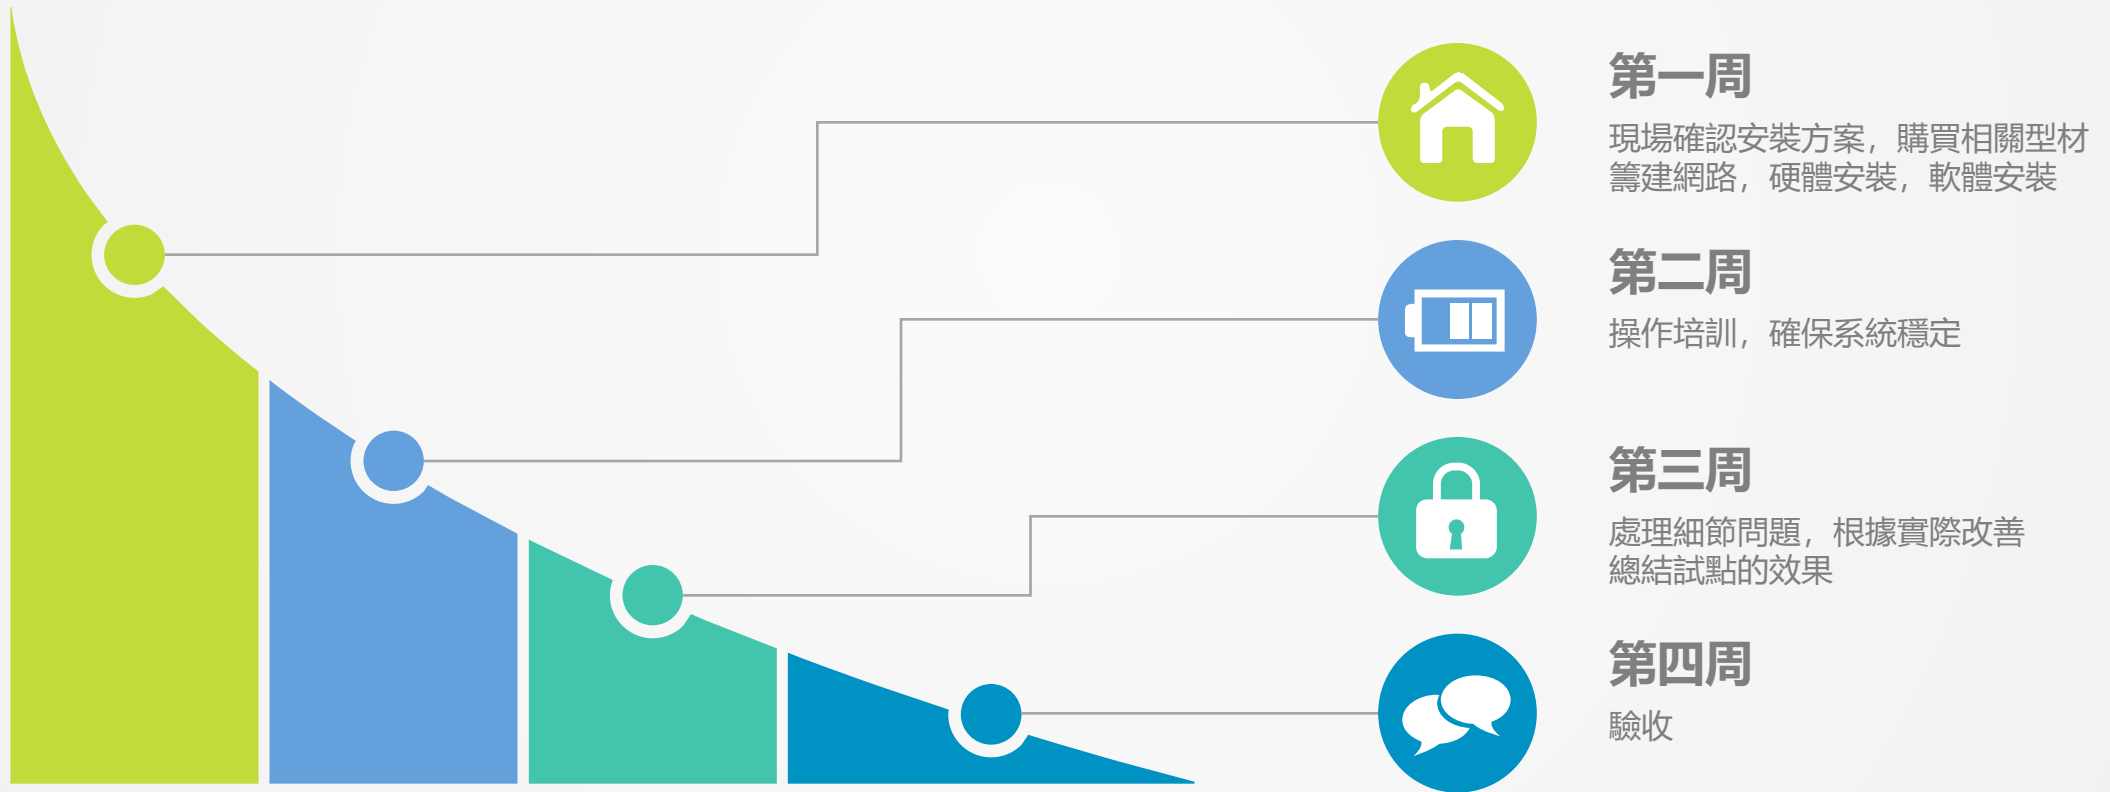 第一周
現場確認安裝方案，購買相關型材
籌建網路，硬體安裝，軟體安裝
第二周
操作培訓，確保系統穩定
第三周
處理細節問題，根據實際改善
總結試點的效果
第四周
驗收